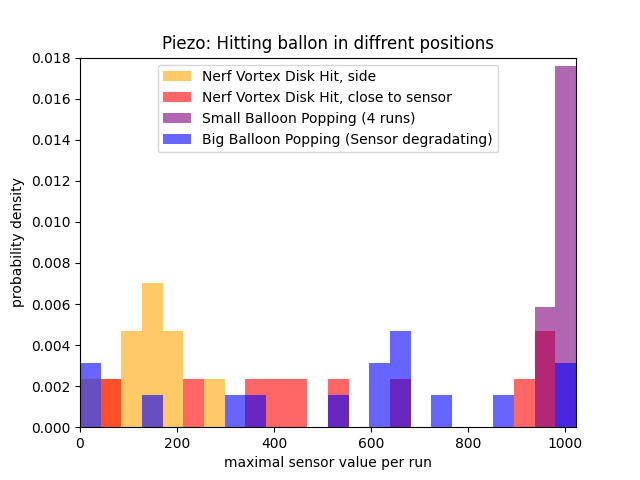 Piezo: Hitting ballon in diffrent positions
0.018
0.016
0.014
0.012
0.010
0.008
0.006
0.004
0.002
0.000
probability density
Nerf Vortex Disk Hit, side
Nerf Vortex Disk Hit, close to sensor
Small Balloon Popping (4 runs)
Big Balloon Popping (Sensor degradating)
0 200 400 600 800 1000
maximal sensor value per run